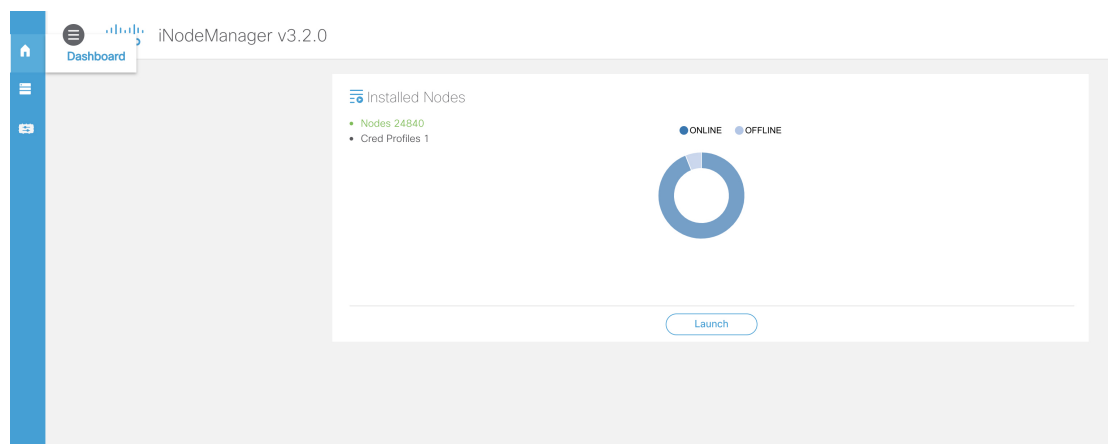 iNodeManager v3.2.0
Dashboard
Installed Nodes
Nodes 24840
Cred Profiles 1
ONLINE OFFLINE
Launch